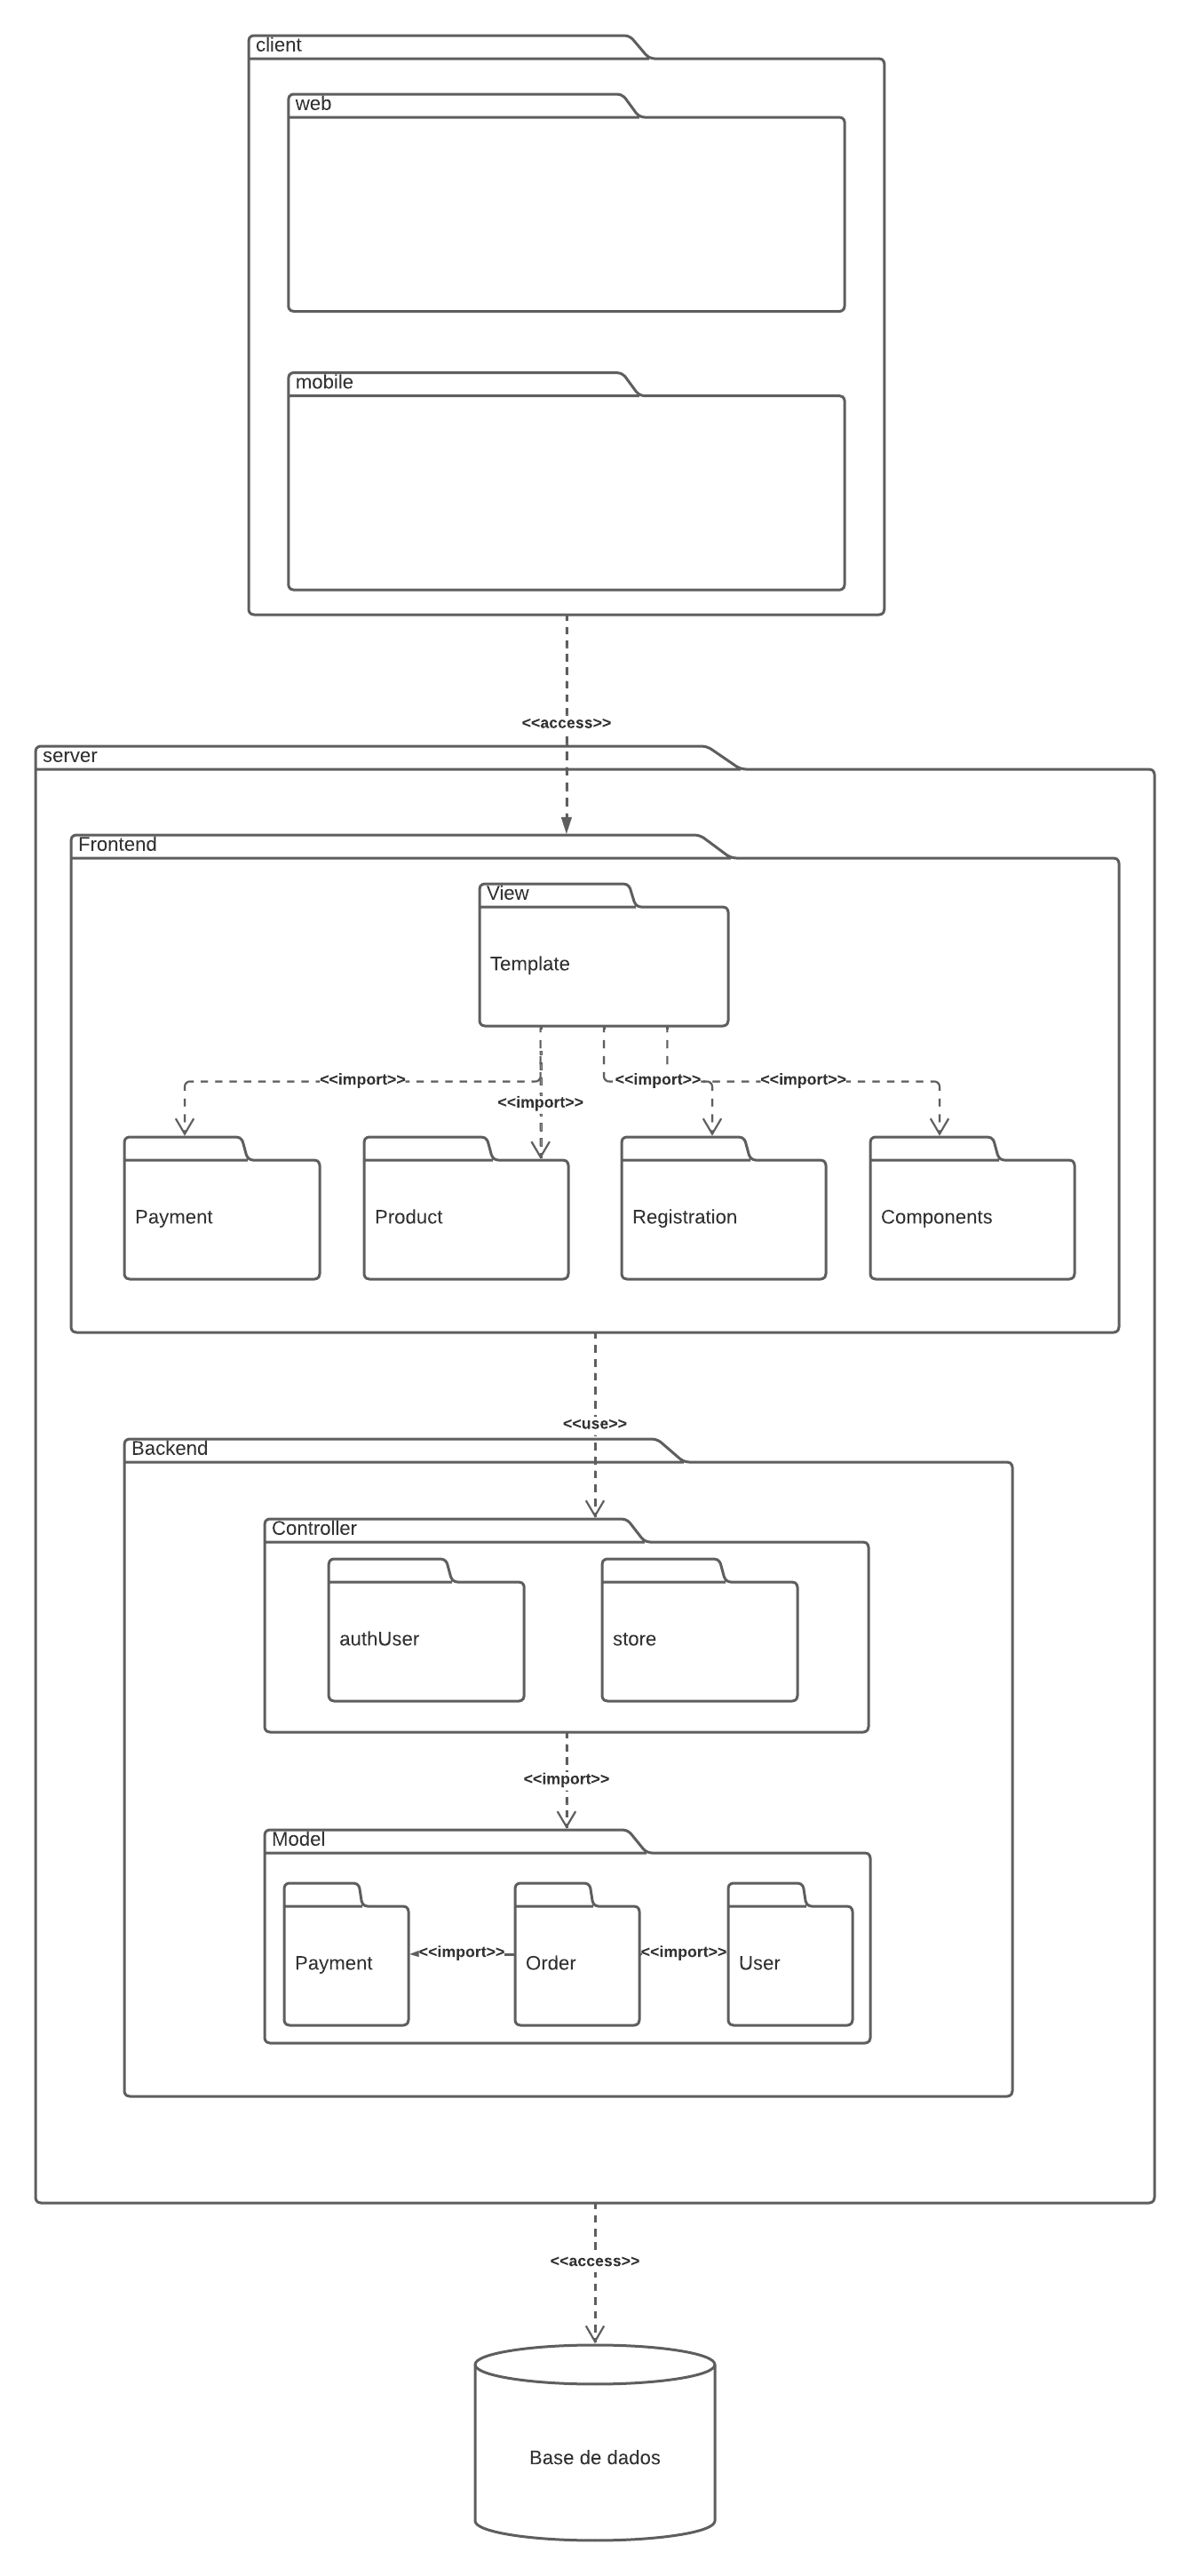 client
web
mobile
<<access>>
server
Frontend
View
Template
<<import>>
<<import>>
<<import>>
<<import>>
Payment
Product
Registration
Components
<<use>>
Backend
Controller
authUser
store
<<import>>
Model
Payment
<<import>>
Order
<<import>>
User
<<access>>
Base de dados